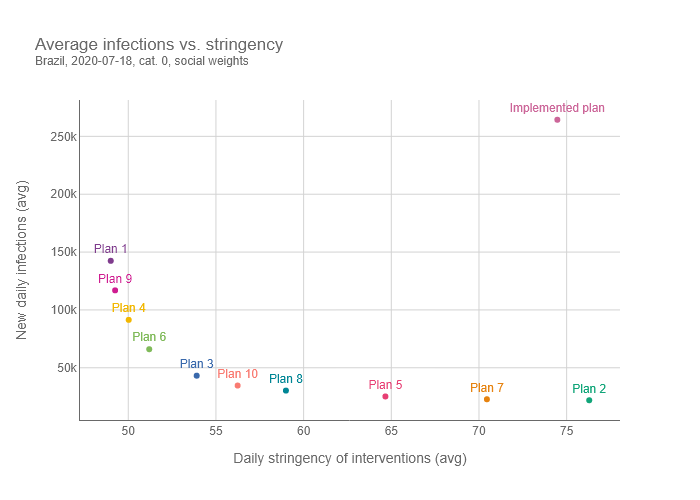 Average infections vs. stringency
Brazil, 2020-07-18, cat. 0, social weights
Implemented plan
250k
200k
150k
100k
50k
New daily infections (avg)
Plan 1
Plan 9
Plan 4
Plan 6
Plan 3
Plan 10
Plan 8
Plan 5
Plan 7
Plan 2
50
55
60
65
70
75
Daily stringency of interventions (avg)